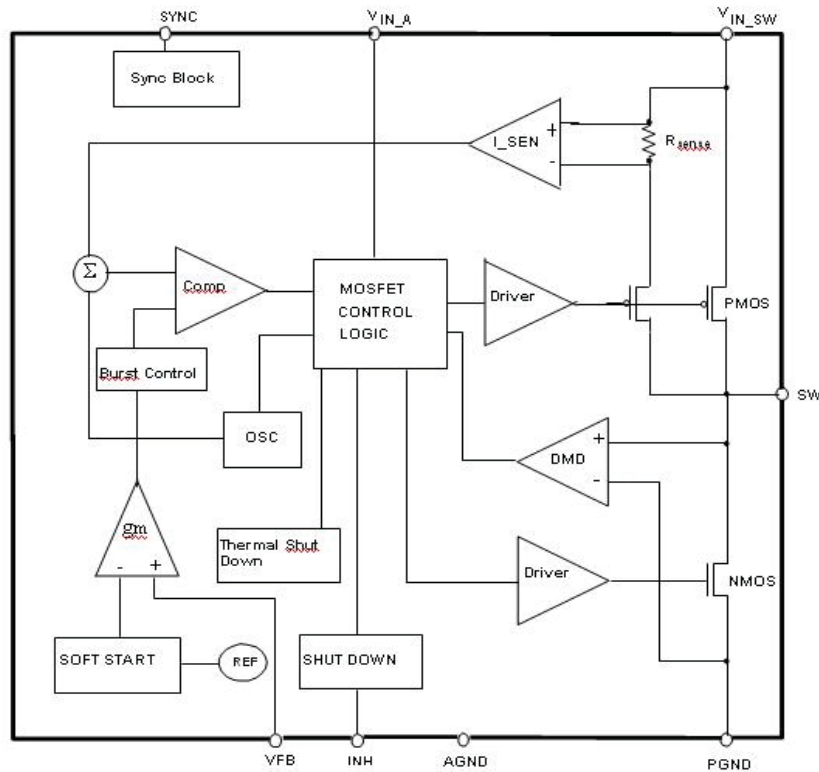 SYNC
VIN_A
VIN_SW
Sync Block
I_SEN
+
-
Rsense
Σ
Comp
MOSFET
CONTROL
LOGIC
Driver
PMOS
Burst Control
SW
OSC
DMD
+
-
gm
-
+
Thermal Shut
Down
Driver
NMOS
SOFT START
REF
SHUT DOWN
VFB
INH
AGND
PGND